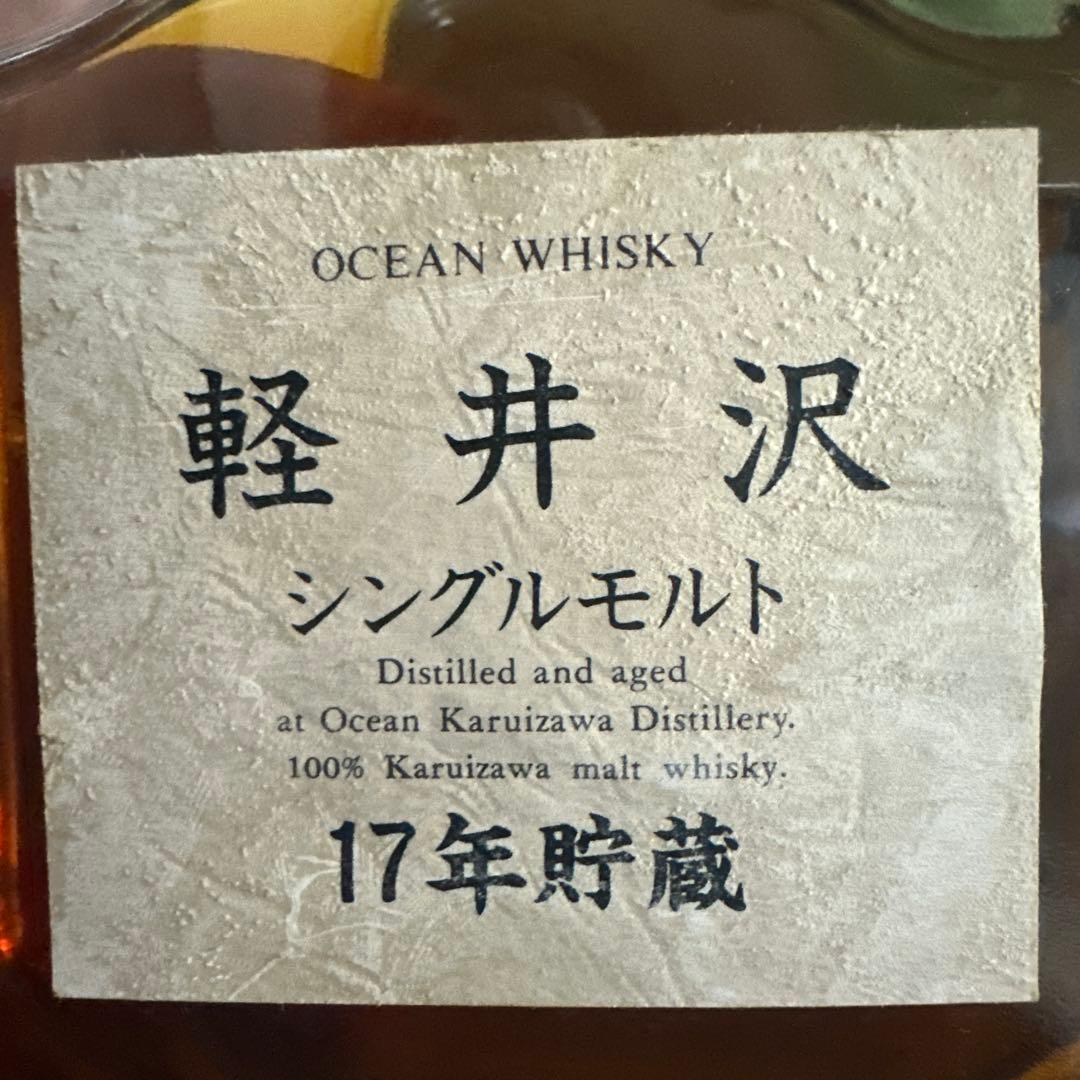 OCEAN WHISKY
軽井沢
シングルモルト
Distilled and aged
at Ocean Karuizawa Distillery.
100% Karuizawa malt whisky.
17年貯蔵